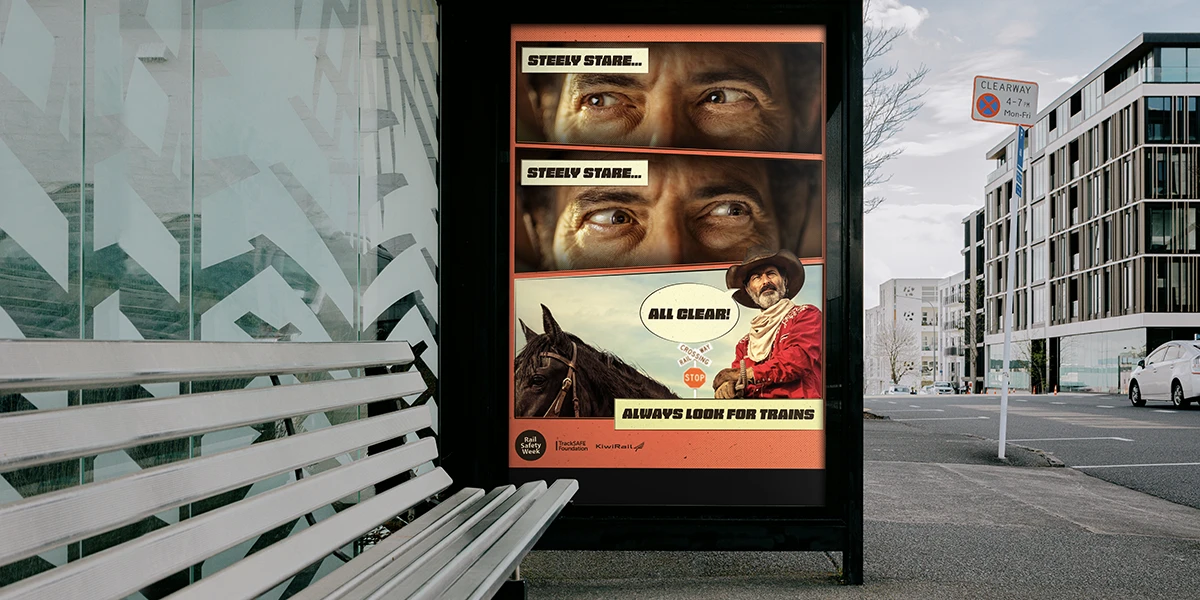 STEELY STARE...
STEELY STARE...
ALL CLEAR!
RAILWAY
CROSSING
STOP
ALWAYS LOOK FOR TRAINS
Rail
Safety
Week
TrackSAFE
Foundation
KiwiRail
CLEARWAY
4-7 PM
Mon-Fri